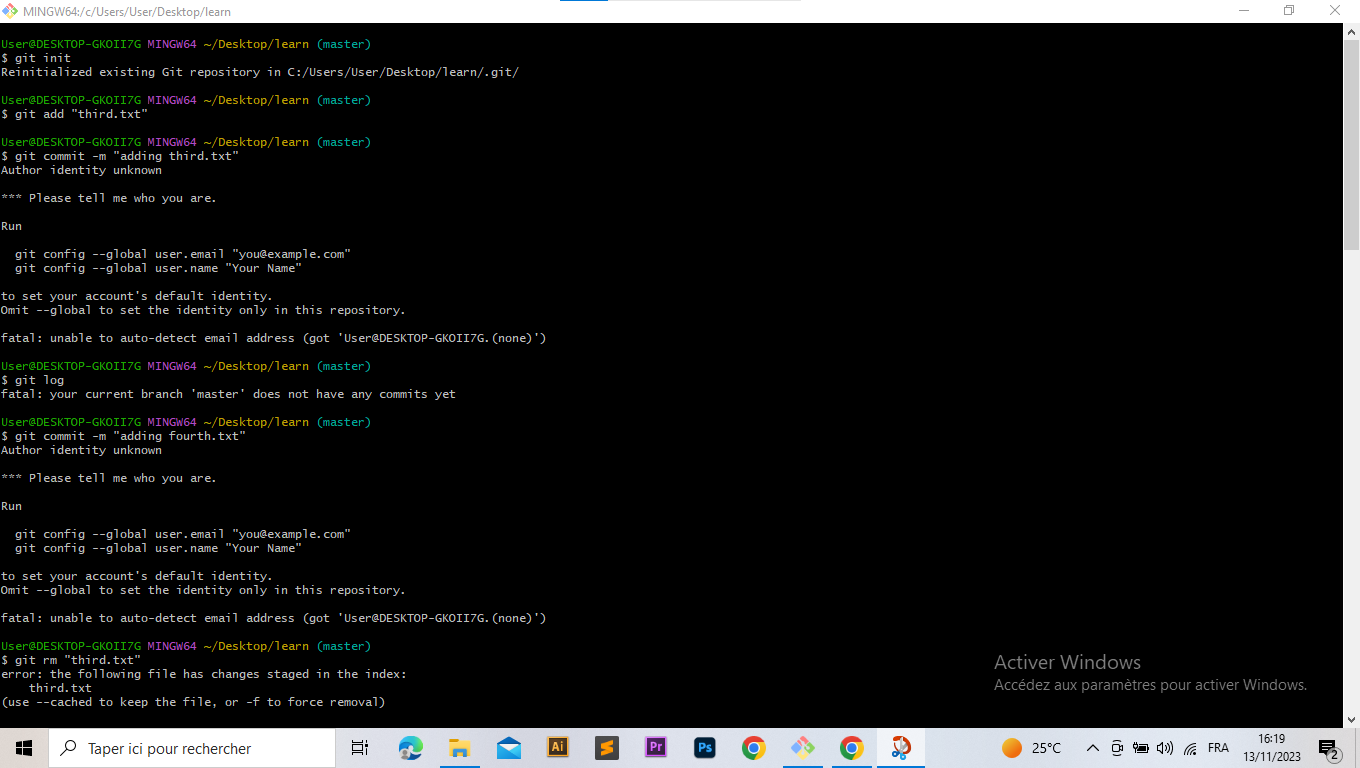 MINGW64:/c/Users/User/Desktop/learn
User@DESKTOP-GKOII7G MINGW64 ~/Desktop/learn (master)
$ git init
Reinitialized existing Git repository in C:/Users/User/Desktop/learn/.git/
User@DESKTOP-GKOII7G MINGW64 ~/Desktop/learn (master)
$ git add "third.txt"
User@DESKTOP-GKOII7G MINGW64 ~/Desktop/learn (master)
$ git commit -m "adding third.txt"
Author identity unknown
*** Please tell me who you are.
Run
  git config --global user.email "you@example.com"
  git config --global user.name "Your Name"
to set your account's default identity.
Omit --global to set the identity only in this repository.
fatal: unable to auto-detect email address (got 'User@DESKTOP-GKOII7G.(none)')
User@DESKTOP-GKOII7G MINGW64 ~/Desktop/learn (master)
$ git log
fatal: your current branch 'master' does not have any commits yet
User@DESKTOP-GKOII7G MINGW64 ~/Desktop/learn (master)
$ git commit -m "adding fourth.txt"
Author identity unknown
*** Please tell me who you are.
Run
  git config --global user.email "you@example.com"
  git config --global user.name "Your Name"
to set your account's default identity.
Omit --global to set the identity only in this repository.
fatal: unable to auto-detect email address (got 'User@DESKTOP-GKOII7G.(none)')
User@DESKTOP-GKOII7G MINGW64 ~/Desktop/learn (master)
$ git rm "third.txt"
error: the following file has changes staged in the index:
    third.txt
(use --cached to keep the file, or -f to force removal)
Activer Windows
Accédez aux paramètres pour activer Windows.
Taper ici pour rechercher
Ai
Pr
Ps
25°C
FRA
16:19
13/11/2023
2